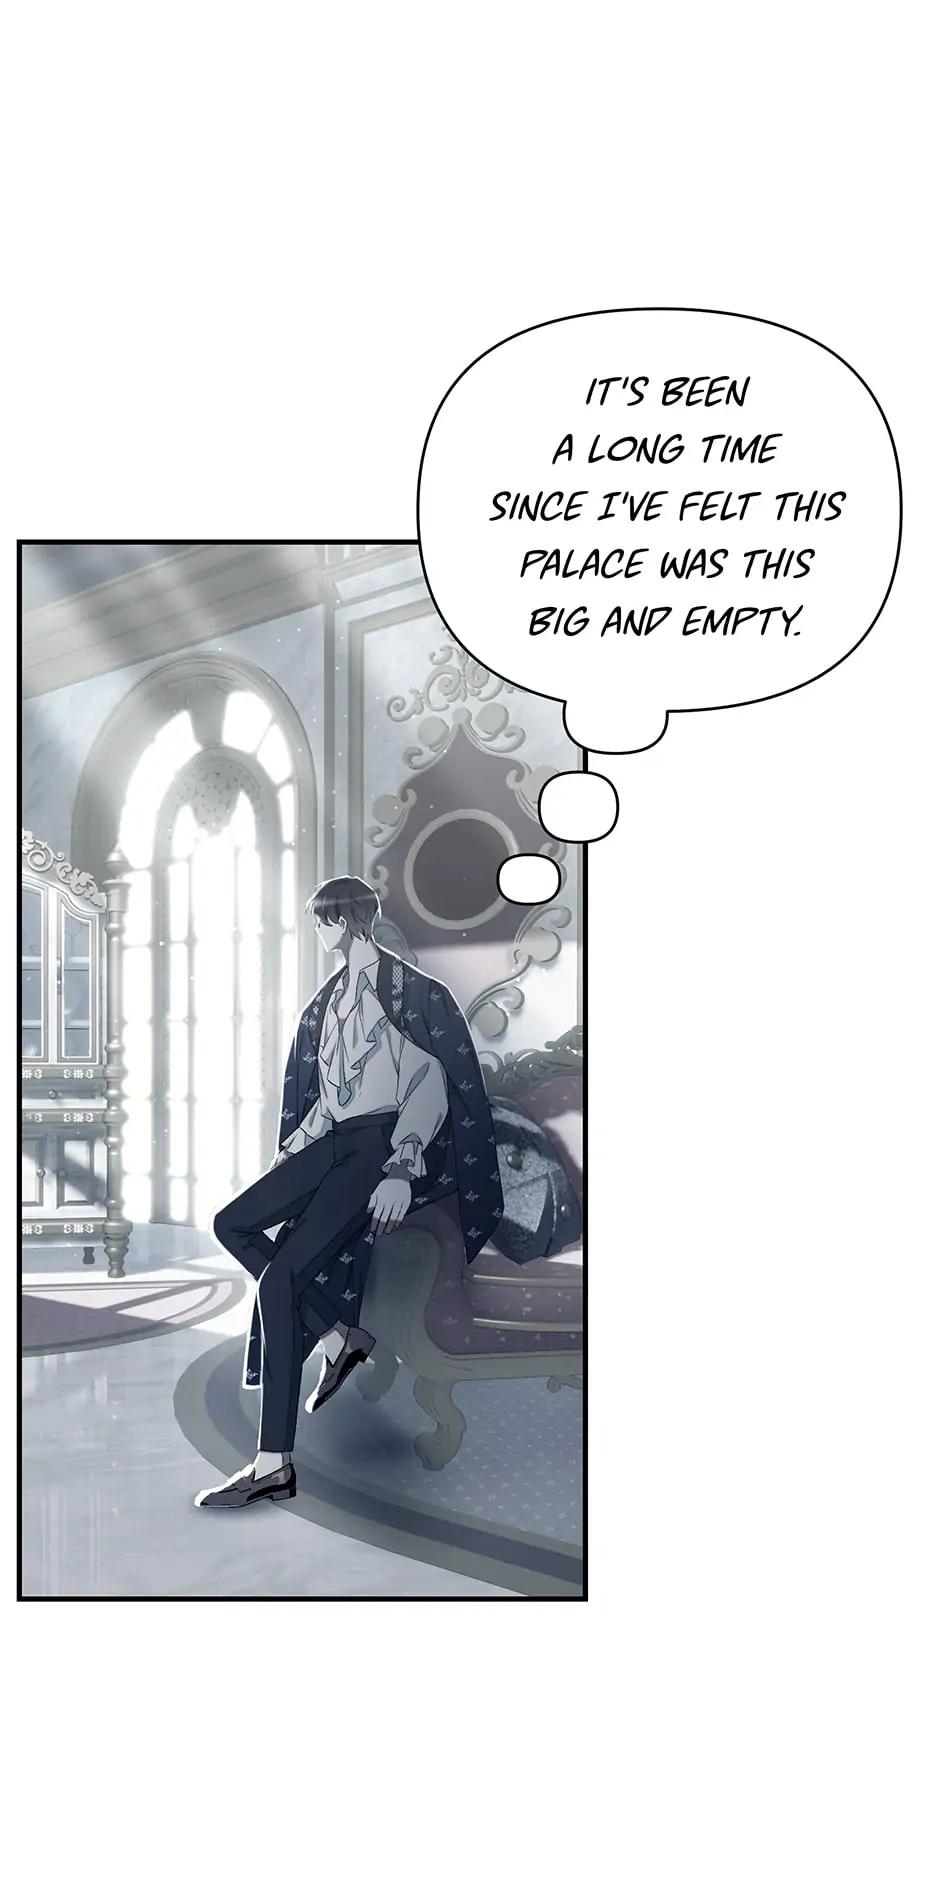 IT'S BEEN
A LONG TIME
SINCE I'VE FELT THIS
PALACE WAS THIS
BIG AND EMPTY.